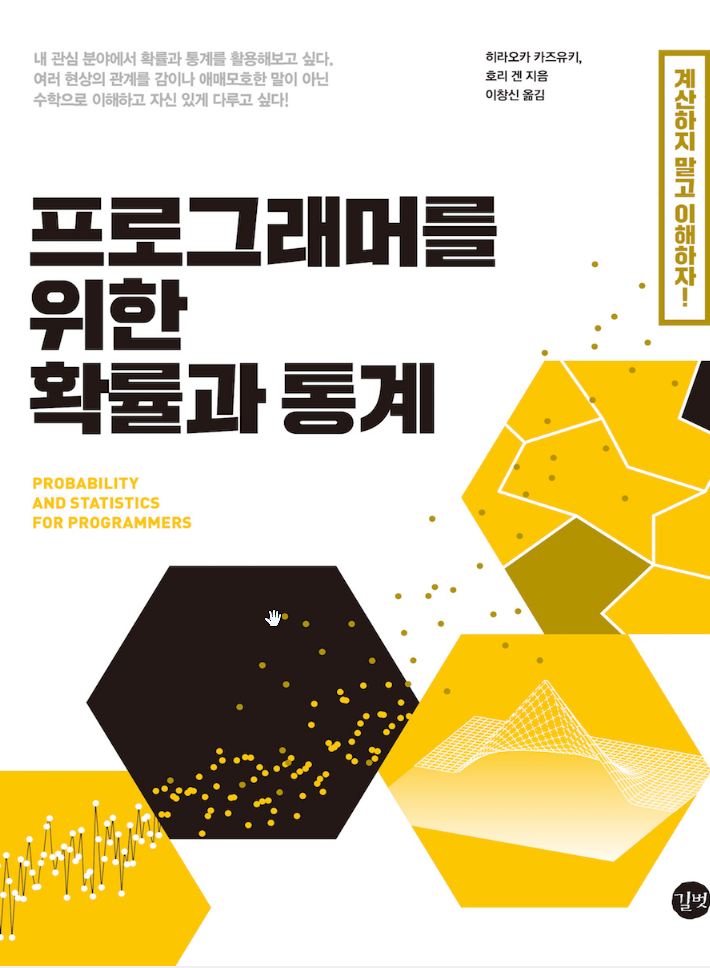 내 관심 분야에서 확률과 통계를 활용해보고 싶다.
여러 현상의 관계를 감이나 애매모호한 말이 아닌
수학으로 이해하고 자신 있게 다루고 싶다!
히라오카 카즈유키,
호리 겐 지음
이창신 옮김
계산하지 말고 이해하자!
프로그래머를
위한
확률과 통계
PROBABILITY
AND STATISTICS
FOR PROGRAMMERS
길벗